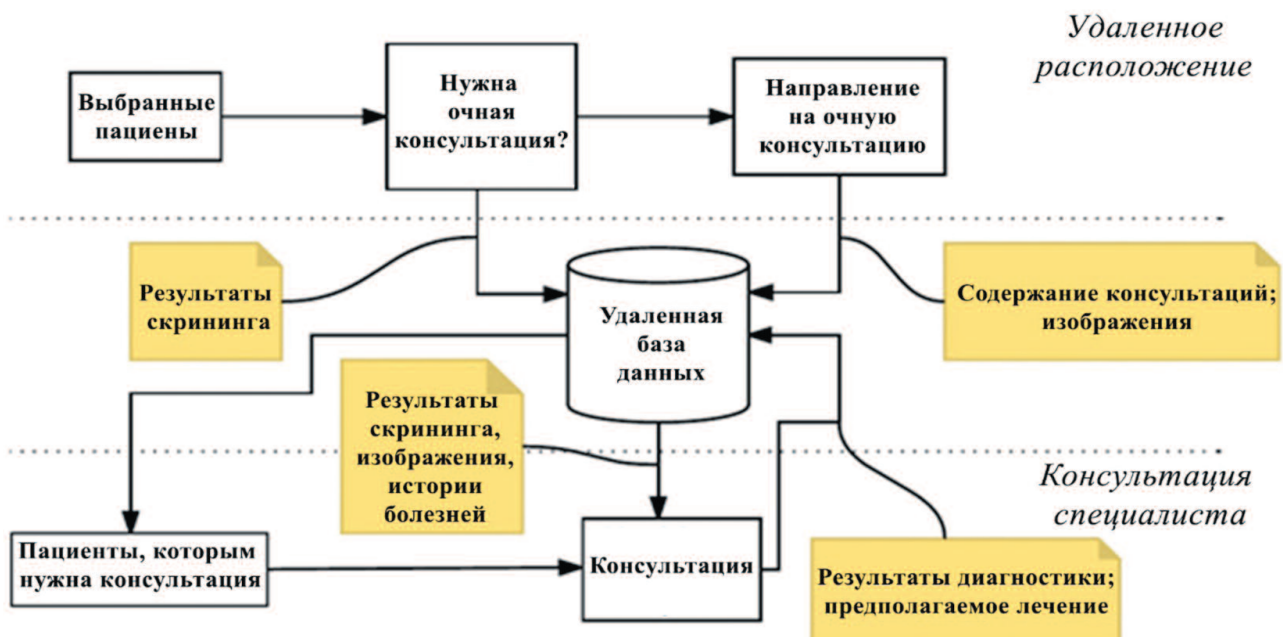 Удаленное
расположение
Выбранные
пациены
Нужна
очная
консультация?
Направление
на очную
консультацию
Результаты
скрининга
Удаленная
база
данных
Содержание консультаций;
изображения
Результаты
скрининга,
изображения,
истории
болезней
Консультация
специалиста
Пациенты, которым
нужна консультация
Консультация
Результаты диагностики;
предполагаемое лечение